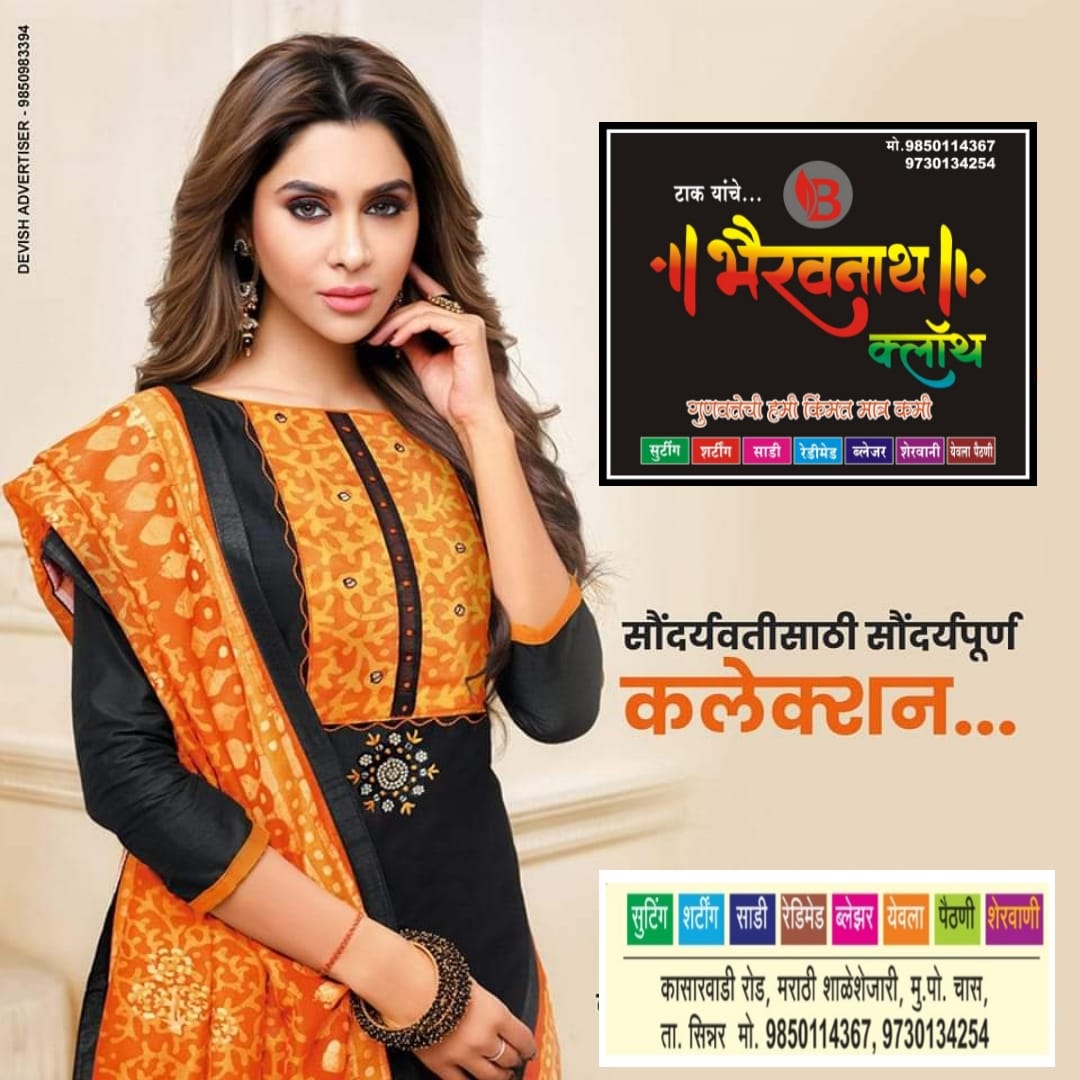 DEVISH ADVERTISER - 9850983394
मो.9850114367
9730134254
टाक यांचे...
B
भैरवनाथ
क्लॉथ
गुणवत्तेची हमी किंमत मात्र कमी
सुटींग शर्टींग साडी रेडीमेड ब्लेजर शेरवानी येवला पैठणी
सौंदर्यवतीसाठी सौंदर्यपूर्ण
कलेक्शन...
सुटिंग शर्टींग साडी रेडिमेड ब्लेझर येवला पैठणी शेरवाणी
कासारवाडी रोड, मराठी शाळेशेजारी, मु.पो. चास,
ता. सिन्नर मो. 9850114367, 9730134254